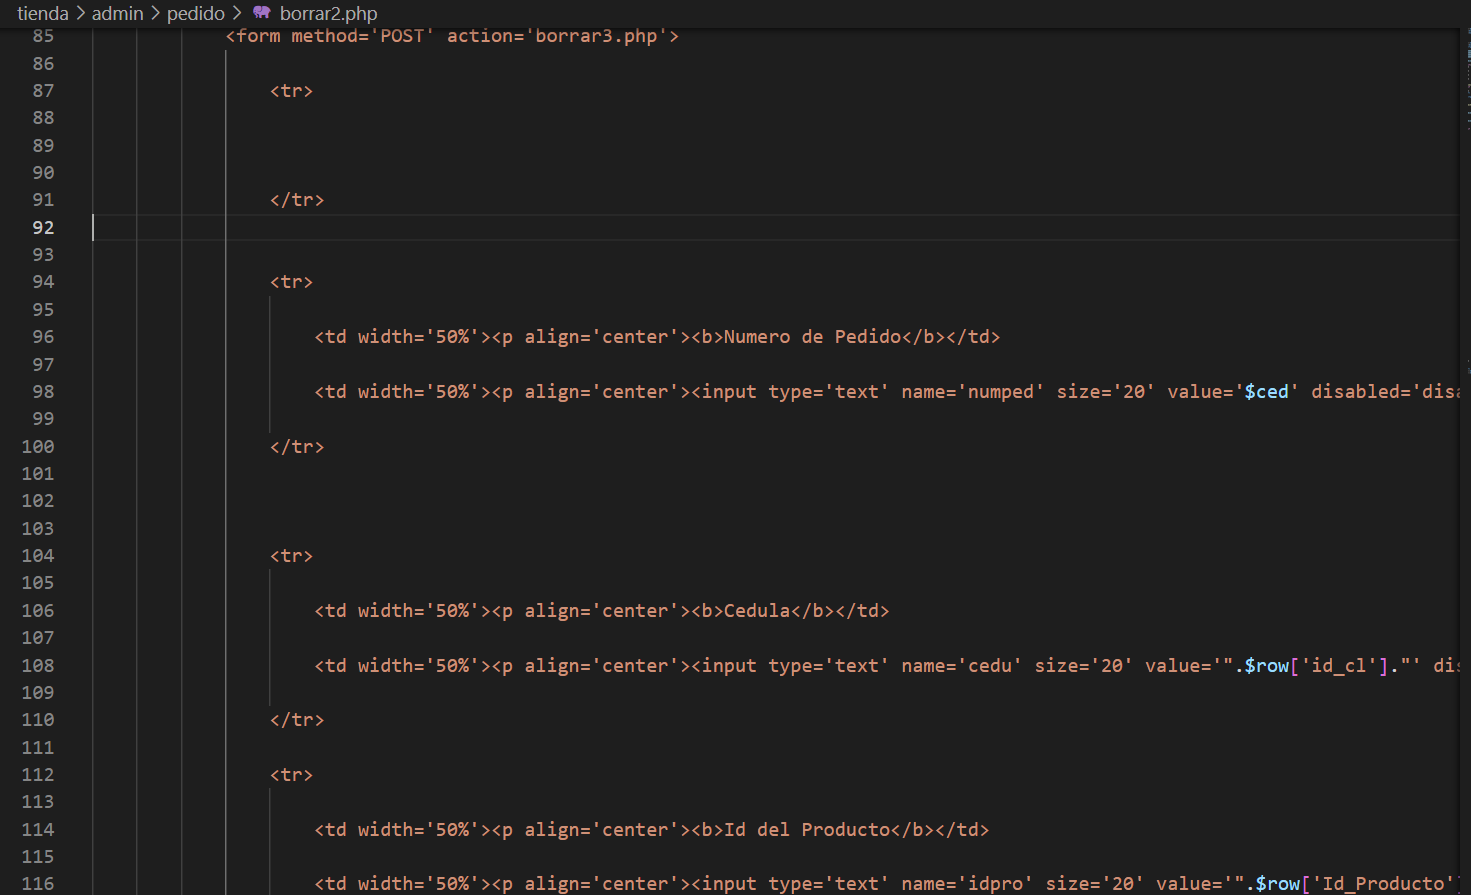 tienda > admin > pedido > borrar2.php
85 <form method='POST' action='borrar3.php'>
86
87 <tr>
88
89
90
91 </tr>
92
93
94 <tr>
95
96 <td width='50%'><p align='center'><b>Numero de Pedido</b></td>
97
98 <td width='50%'><p align='center'><input type='text' name='numped' size='20' value='$ced' disabled='disa
99
100 </tr>
101
102
103
104 <tr>
105
106 <td width='50%'><p align='center'><b>Cedula</b></td>
107
108 <td width='50%'><p align='center'><input type='text' name='cedu' size='20' value='".$row['id_cl']."' dis
109
110 </tr>
111
112 <tr>
113
114 <td width='50%'><p align='center'><b>Id del Producto</b></td>
115
116 <td width='50%'><p align='center'><input type='text' name='idpro' size='20' value='".$row['Id_Producto']